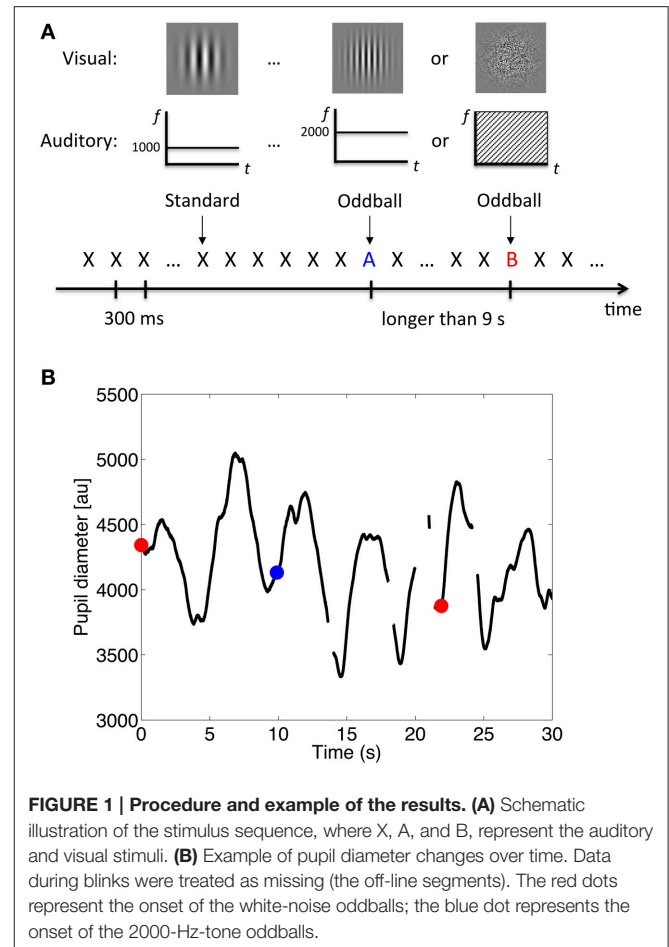 A
Visual: ... or
Auditory: f 1000 t ... f 2000 t or f t
Standard Oddball Oddball
X X X ... X X X X X X A X ... X X B X X ...
300 ms longer than 9 s time
B
5500
5000
4500
4000
3500
3000
Pupil diameter [au]
0 5 10 15 20 25 30
Time (s)
FIGURE 1 | Procedure and example of the results. (A) Schematic
illustration of the stimulus sequence, where X, A, and B, represent the auditory
and visual stimuli. (B) Example of pupil diameter changes over time. Data
during blinks were treated as missing (the off-line segments). The red dots
represent the onset of the white-noise oddballs; the blue dot represents the
onset of the 2000-Hz-tone oddballs.